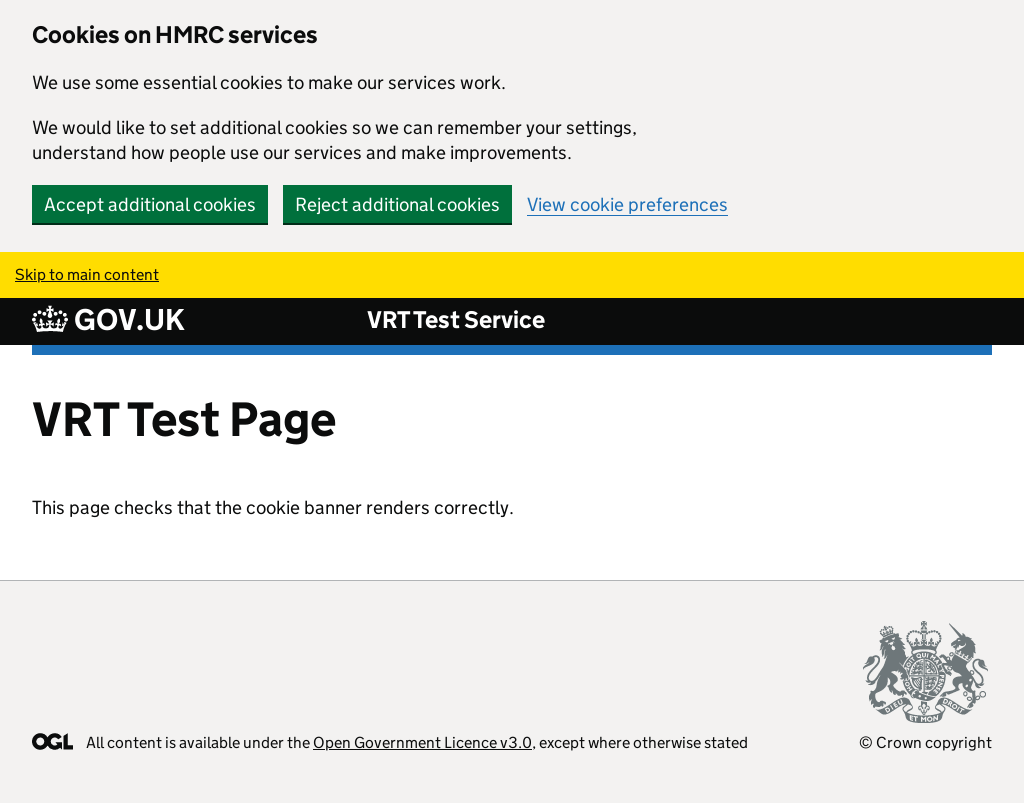 Cookies on HMRC services
We use some essential cookies to make our services work.
We would like to set additional cookies so we can remember your settings,
understand how people use our services and make improvements.
Accept additional cookies Reject additional cookies View cookie preferences
Skip to main content
GOV.UK VRT Test Service
VRT Test Page
This page checks that the cookie banner renders correctly.
DIEU ET MON DROIT
OGL All content is available under the Open Government Licence v3.0, except where otherwise stated
© Crown copyright